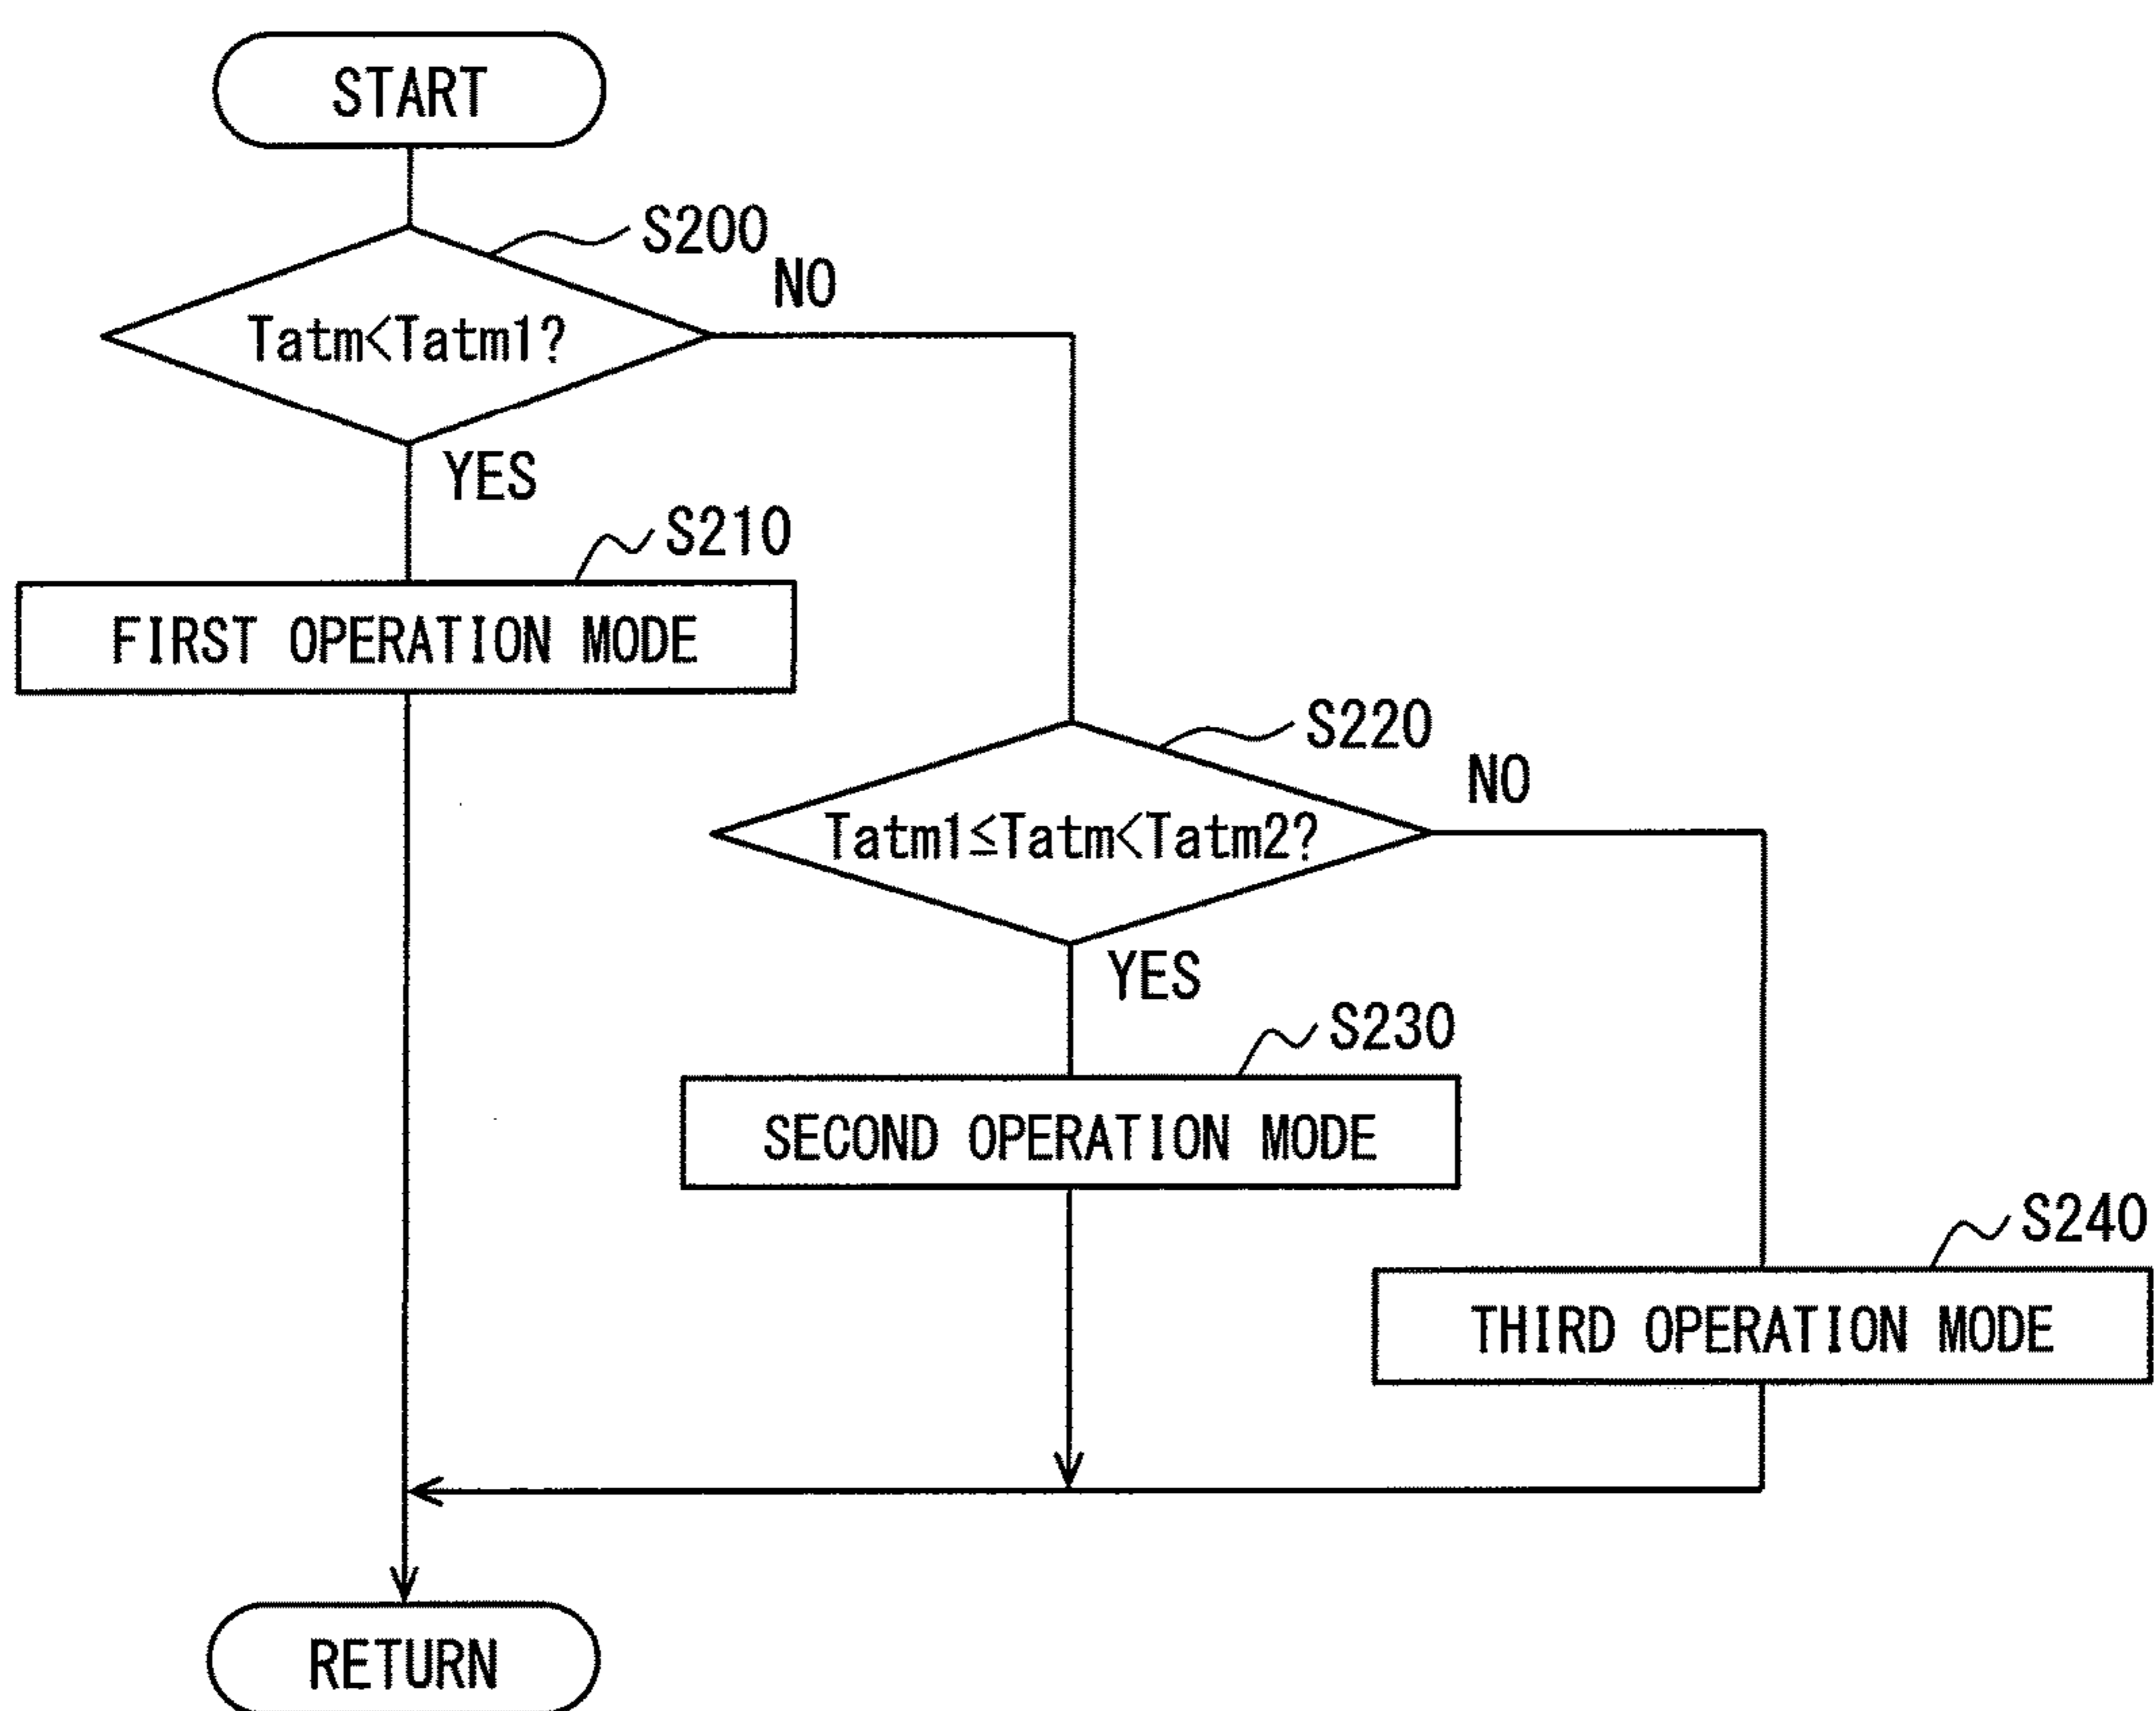 START
S200
NO
Tatm<Tatm1?
YES
S210
FIRST OPERATION MODE
S220
NO
Tatm1≤Tatm<Tatm2?
YES
S230
SECOND OPERATION MODE
S240
THIRD OPERATION MODE
RETURN